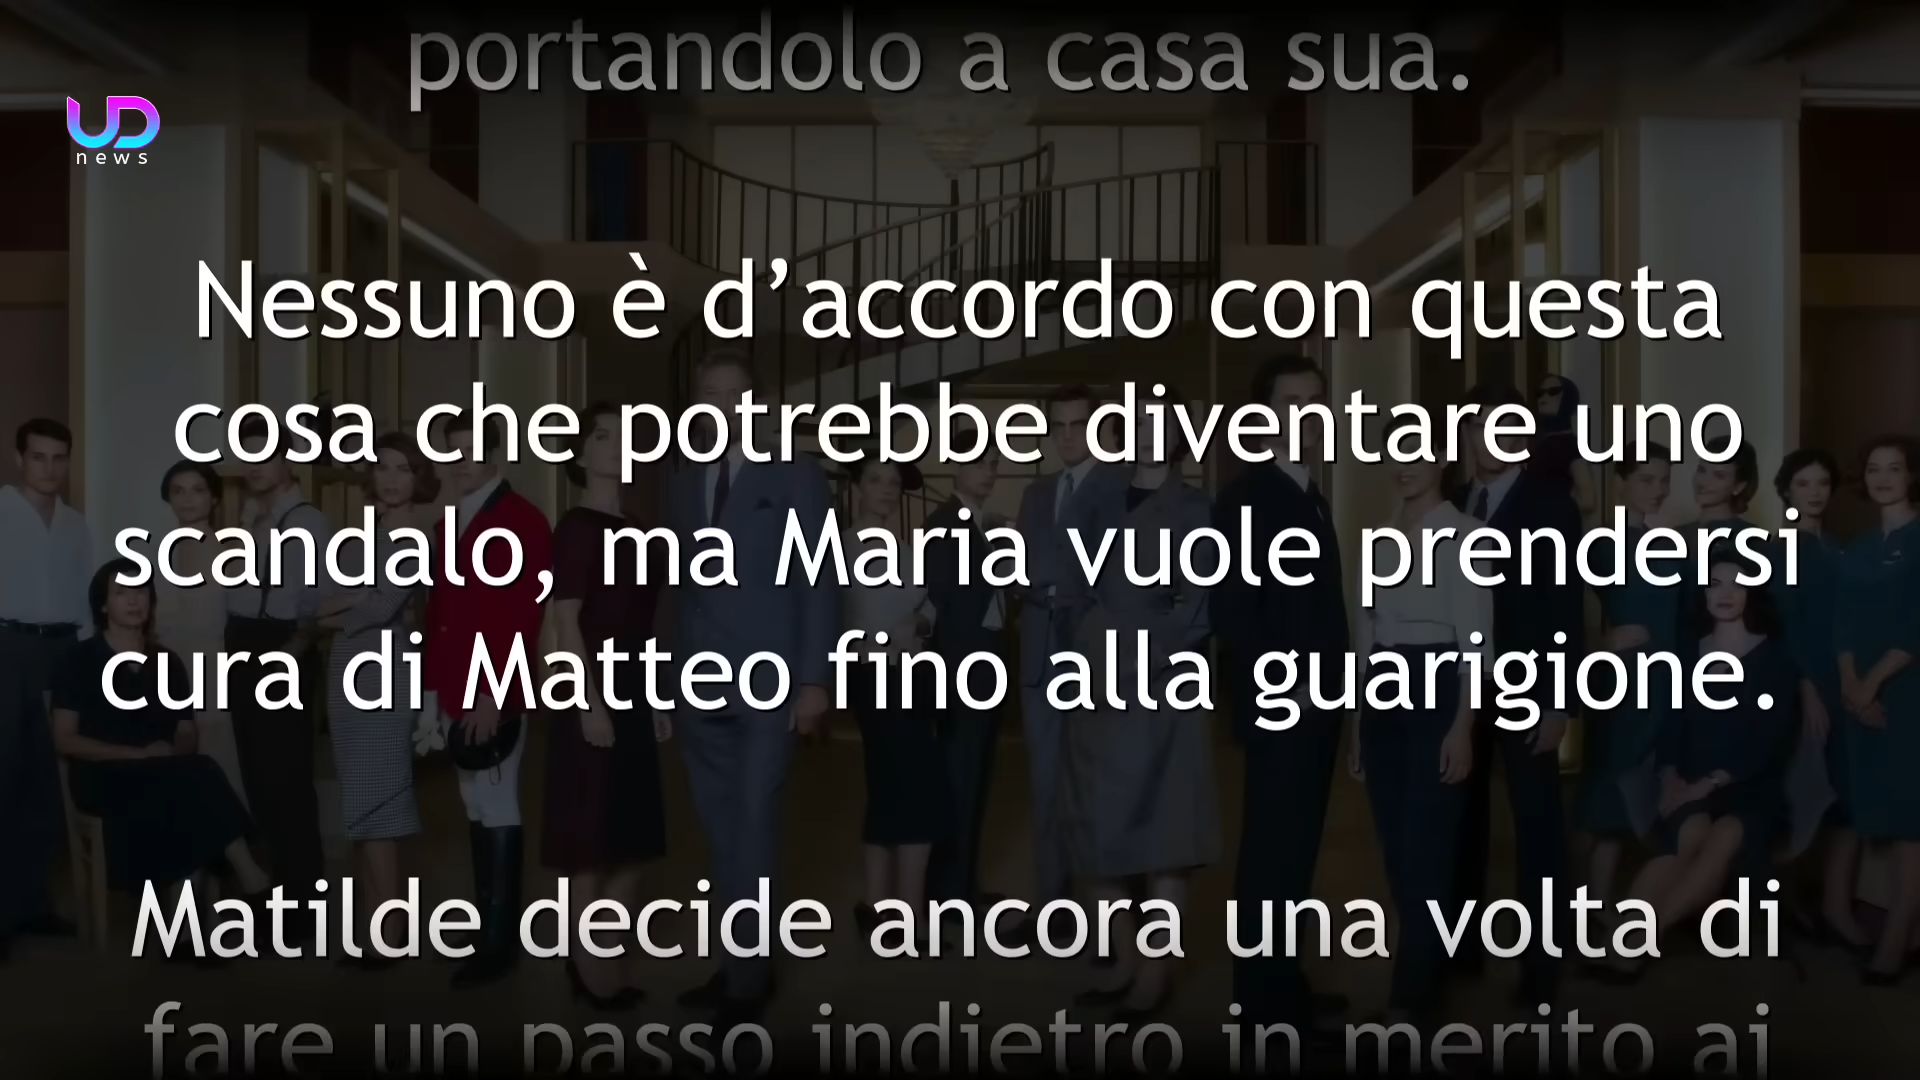 portandolo a casa sua.
UD
news
Nessuno è d’accordo con questa
cosa che potrebbe diventare uno
scandalo, ma Maria vuole prendersi
cura di Matteo fino alla guarigione.
Matilde decide ancora una volta di
fare un passo indietro in merito ai